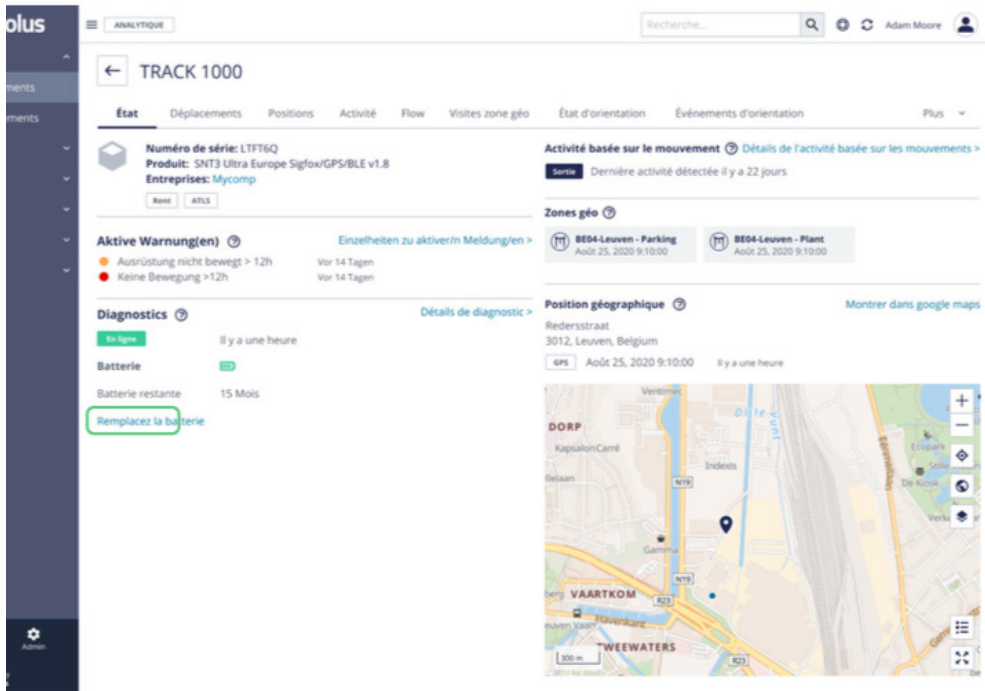 olus
ANALYTIQUE
Recherche...
Adam Moore
ments
ements
Admin
TRACK 1000
État Déplacements Positions Activité Flow Visites zone géo État d'orientation Événements d'orientation Plus
Numéro de série: LTFT6Q
Produit: SNT3 Ultra Europe Sigfox/GPS/BLE v1.8
Entreprises: Mycomp
Rent ATLS
Aktive Warnung(en) Einzelheiten zu aktiver/n Meldung/en >
Ausrüstung nicht bewegt > 12h Vor 14 Tagen
Keine Bewegung >12h Vor 14 Tagen
Diagnostics Détails de diagnostic >
En ligne Il y a une heure
Batterie
Batterie restante 15 Mois
Remplacez la batterie
Activité basée sur le mouvement Détails de l'activité basée sur les mouvements >
Sortie Dernière activité détectée il y a 22 jours
Zones géo
BE04-Leuven - Parking
Août 25, 2020 9:10:00
BE04-Leuven - Plant
Août 25, 2020 9:10:00
Position géographique Montrer dans google maps
Redersstraat
3012, Leuven, Belgium
GPS Août 25, 2020 9:10:00 Il y a une heure
Ventimec
Dijle Vunt
DORP
Kapsalon Carré
Ecopark
Indexis
De Kiosk
N19
Gamma
N19
VAARTKOM
R23
Havenkant
TWEEWATERS
300 m
R23